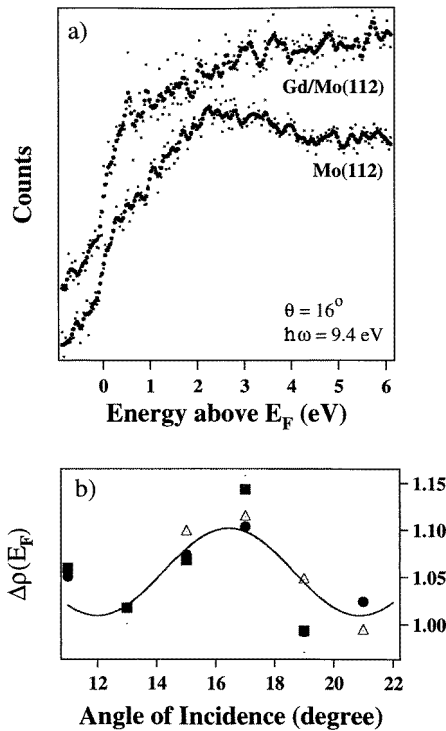 a)
Gd/Mo(112)
Mo(112)
Counts
θ = 16°
ħω = 9.4 eV
0 1 2 3 4 5 6
Energy above E_F (eV)
b)
1.15
1.10
1.05
1.00
Δρ(E_F)
12 14 16 18 20 22
Angle of Incidence (degree)